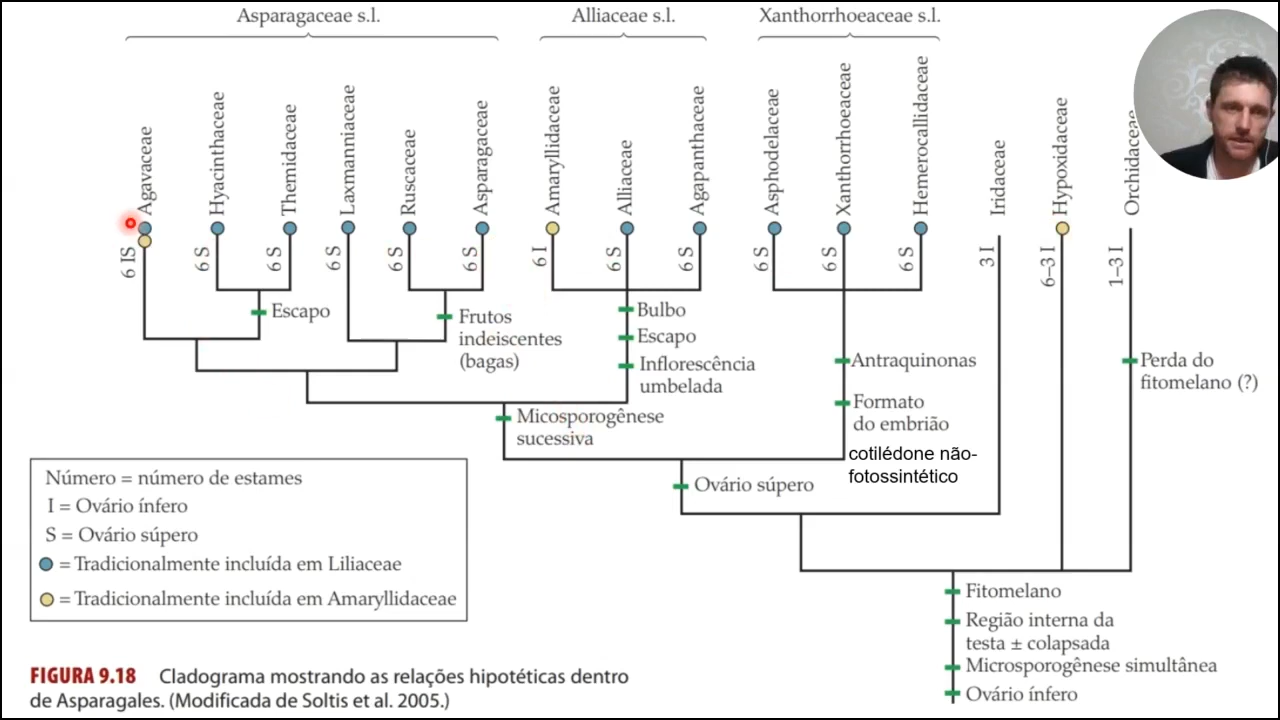 Asparagaceae s.l.
Alliaceae s.l.
Xanthorrhoeaceae s.l.
Agavaceae
Hyacinthaceae
Themidaceae
Laxmanniaceae
Ruscaceae
Asparagaceae
Amaryllidaceae
Alliaceae
Agapanthaceae
Asphodelaceae
Xanthorrhoeaceae
Hemerocallidaceae
Iridaceae
Hypoxidaceae
Orchidaceae
6 IS
6 S
6 S
6 S
6 S
6 S
6 I
6 S
6 S
6 S
6 S
6 S
3 I
6–3 I
1–3 I
Escapo
Frutos
indeiscentes
(bagas)
Bulbo
Escapo
Inflorescência
umbelada
Antraquinonas
Formato
do embrião
cotilédone não-
fotossintético
Perda do
fitomelano (?)
Micosporogênese
sucessiva
Ovário súpero
Número = número de estames
I = Ovário ínfero
S = Ovário súpero
= Tradicionalmente incluída em Liliaceae
= Tradicionalmente incluída em Amaryllidaceae
Fitomelano
Região interna da
testa ± colapsada
Microsporogênese simultânea
Ovário ínfero
FIGURA 9.18 Cladograma mostrando as relações hipotéticas dentro
de Asparagales. (Modificada de Soltis et al. 2005.)